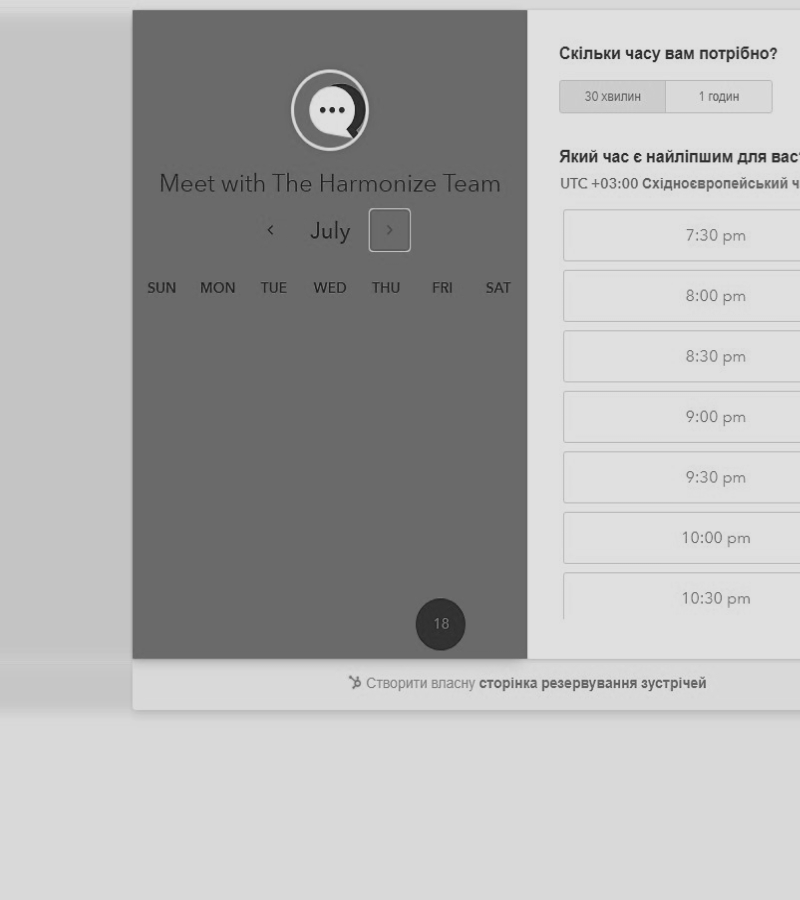 Meet with The Harmonize Team
July
SUN MON TUE WED THU FRI SAT
18
Скільки часу вам потрібно?
30 хвилин 1 годин
Який час є найліпшим для вас
UTC +03:00 Східноєвропейський ч
7:30 pm
8:00 pm
8:30 pm
9:00 pm
9:30 pm
10:00 pm
10:30 pm
Створити власну сторінка резервування зустрічей